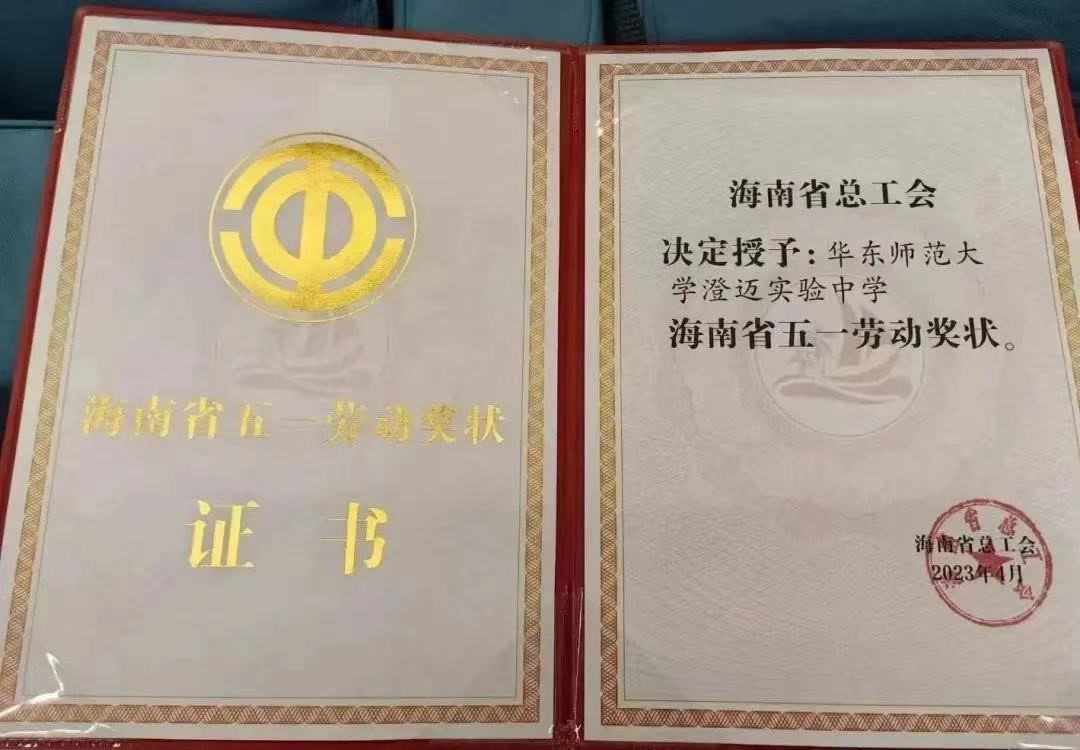 海南省五一劳动奖状
证 书
海南省总工会
决定授予：华东师范大
学澄迈实验中学
海南省五一劳动奖状。
海南省总工会
2023年4月